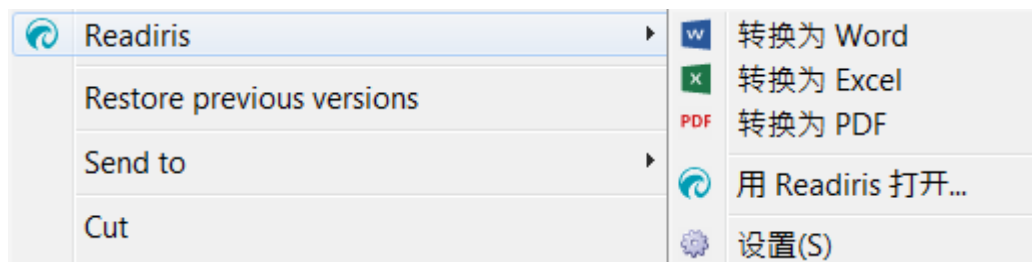 Readiris
Restore previous versions
Send to
Cut
W 转换为 Word
X 转换为 Excel
PDF 转换为 PDF
用 Readiris 打开...
设置(S)